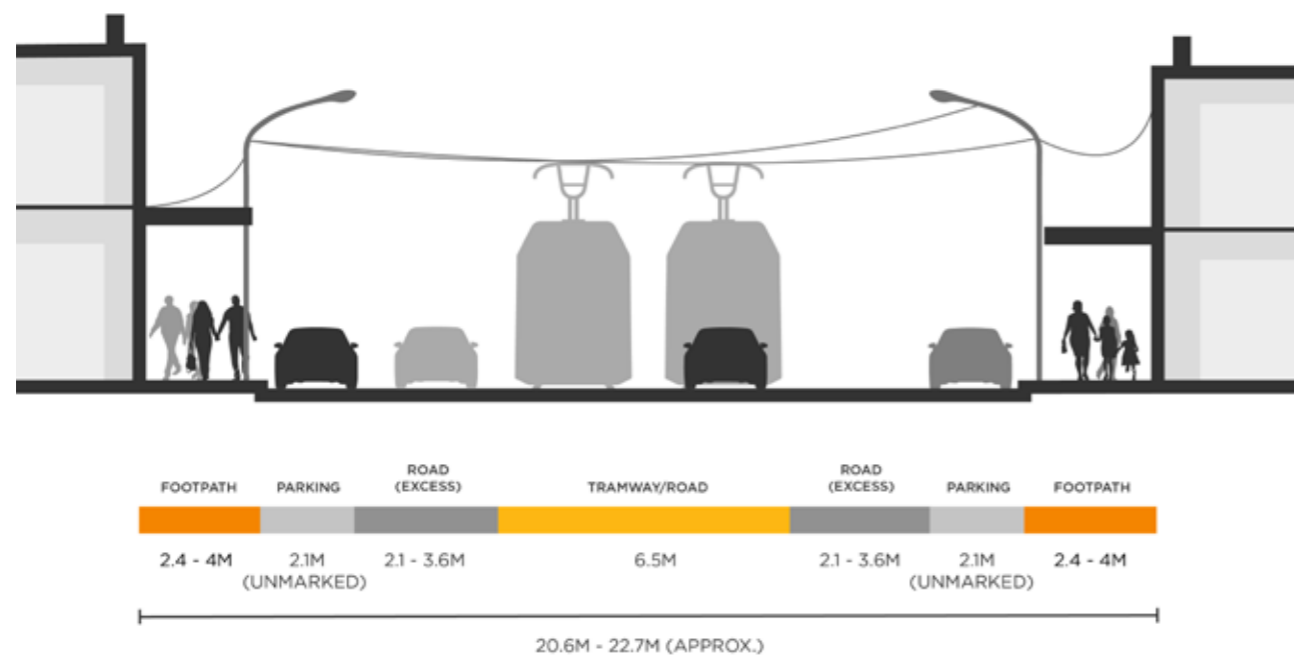 FOOTPATH
PARKING
ROAD
(EXCESS)
TRAMWAY/ROAD
ROAD
(EXCESS)
PARKING
FOOTPATH
2.4 - 4M
2.1M
(UNMARKED)
2.1 - 3.6M
6.5M
2.1 - 3.6M
2.1M
(UNMARKED)
2.4 - 4M
20.6M - 22.7M (APPROX.)